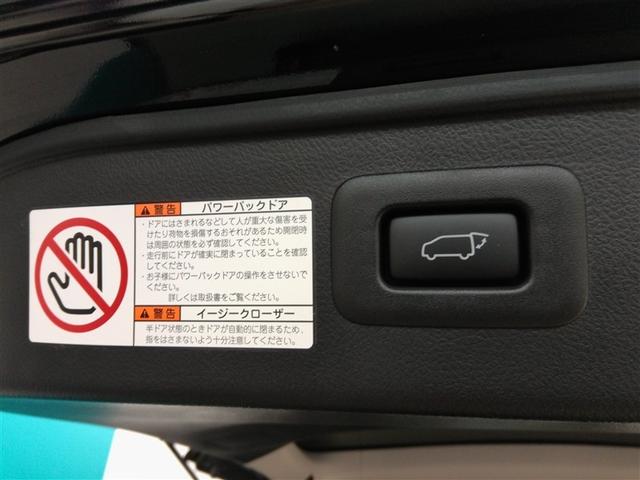 警告 パワーバックドア
・ドアにはさまれるなどして人が重大な傷害を受
けたり荷物を損傷するおそれがあるため開閉時
は周囲の状態を必ず確認してください。
・走行前にドアが確実に閉まっていることを確認
してください。
・お子様にパワーバックドアの操作をさせないで
ください。
詳しくは取扱書をご覧ください。
警告 イージークローザー
半ドア状態のときドアが自動的に閉まるため、
指をはさまないよう十分注意してください。